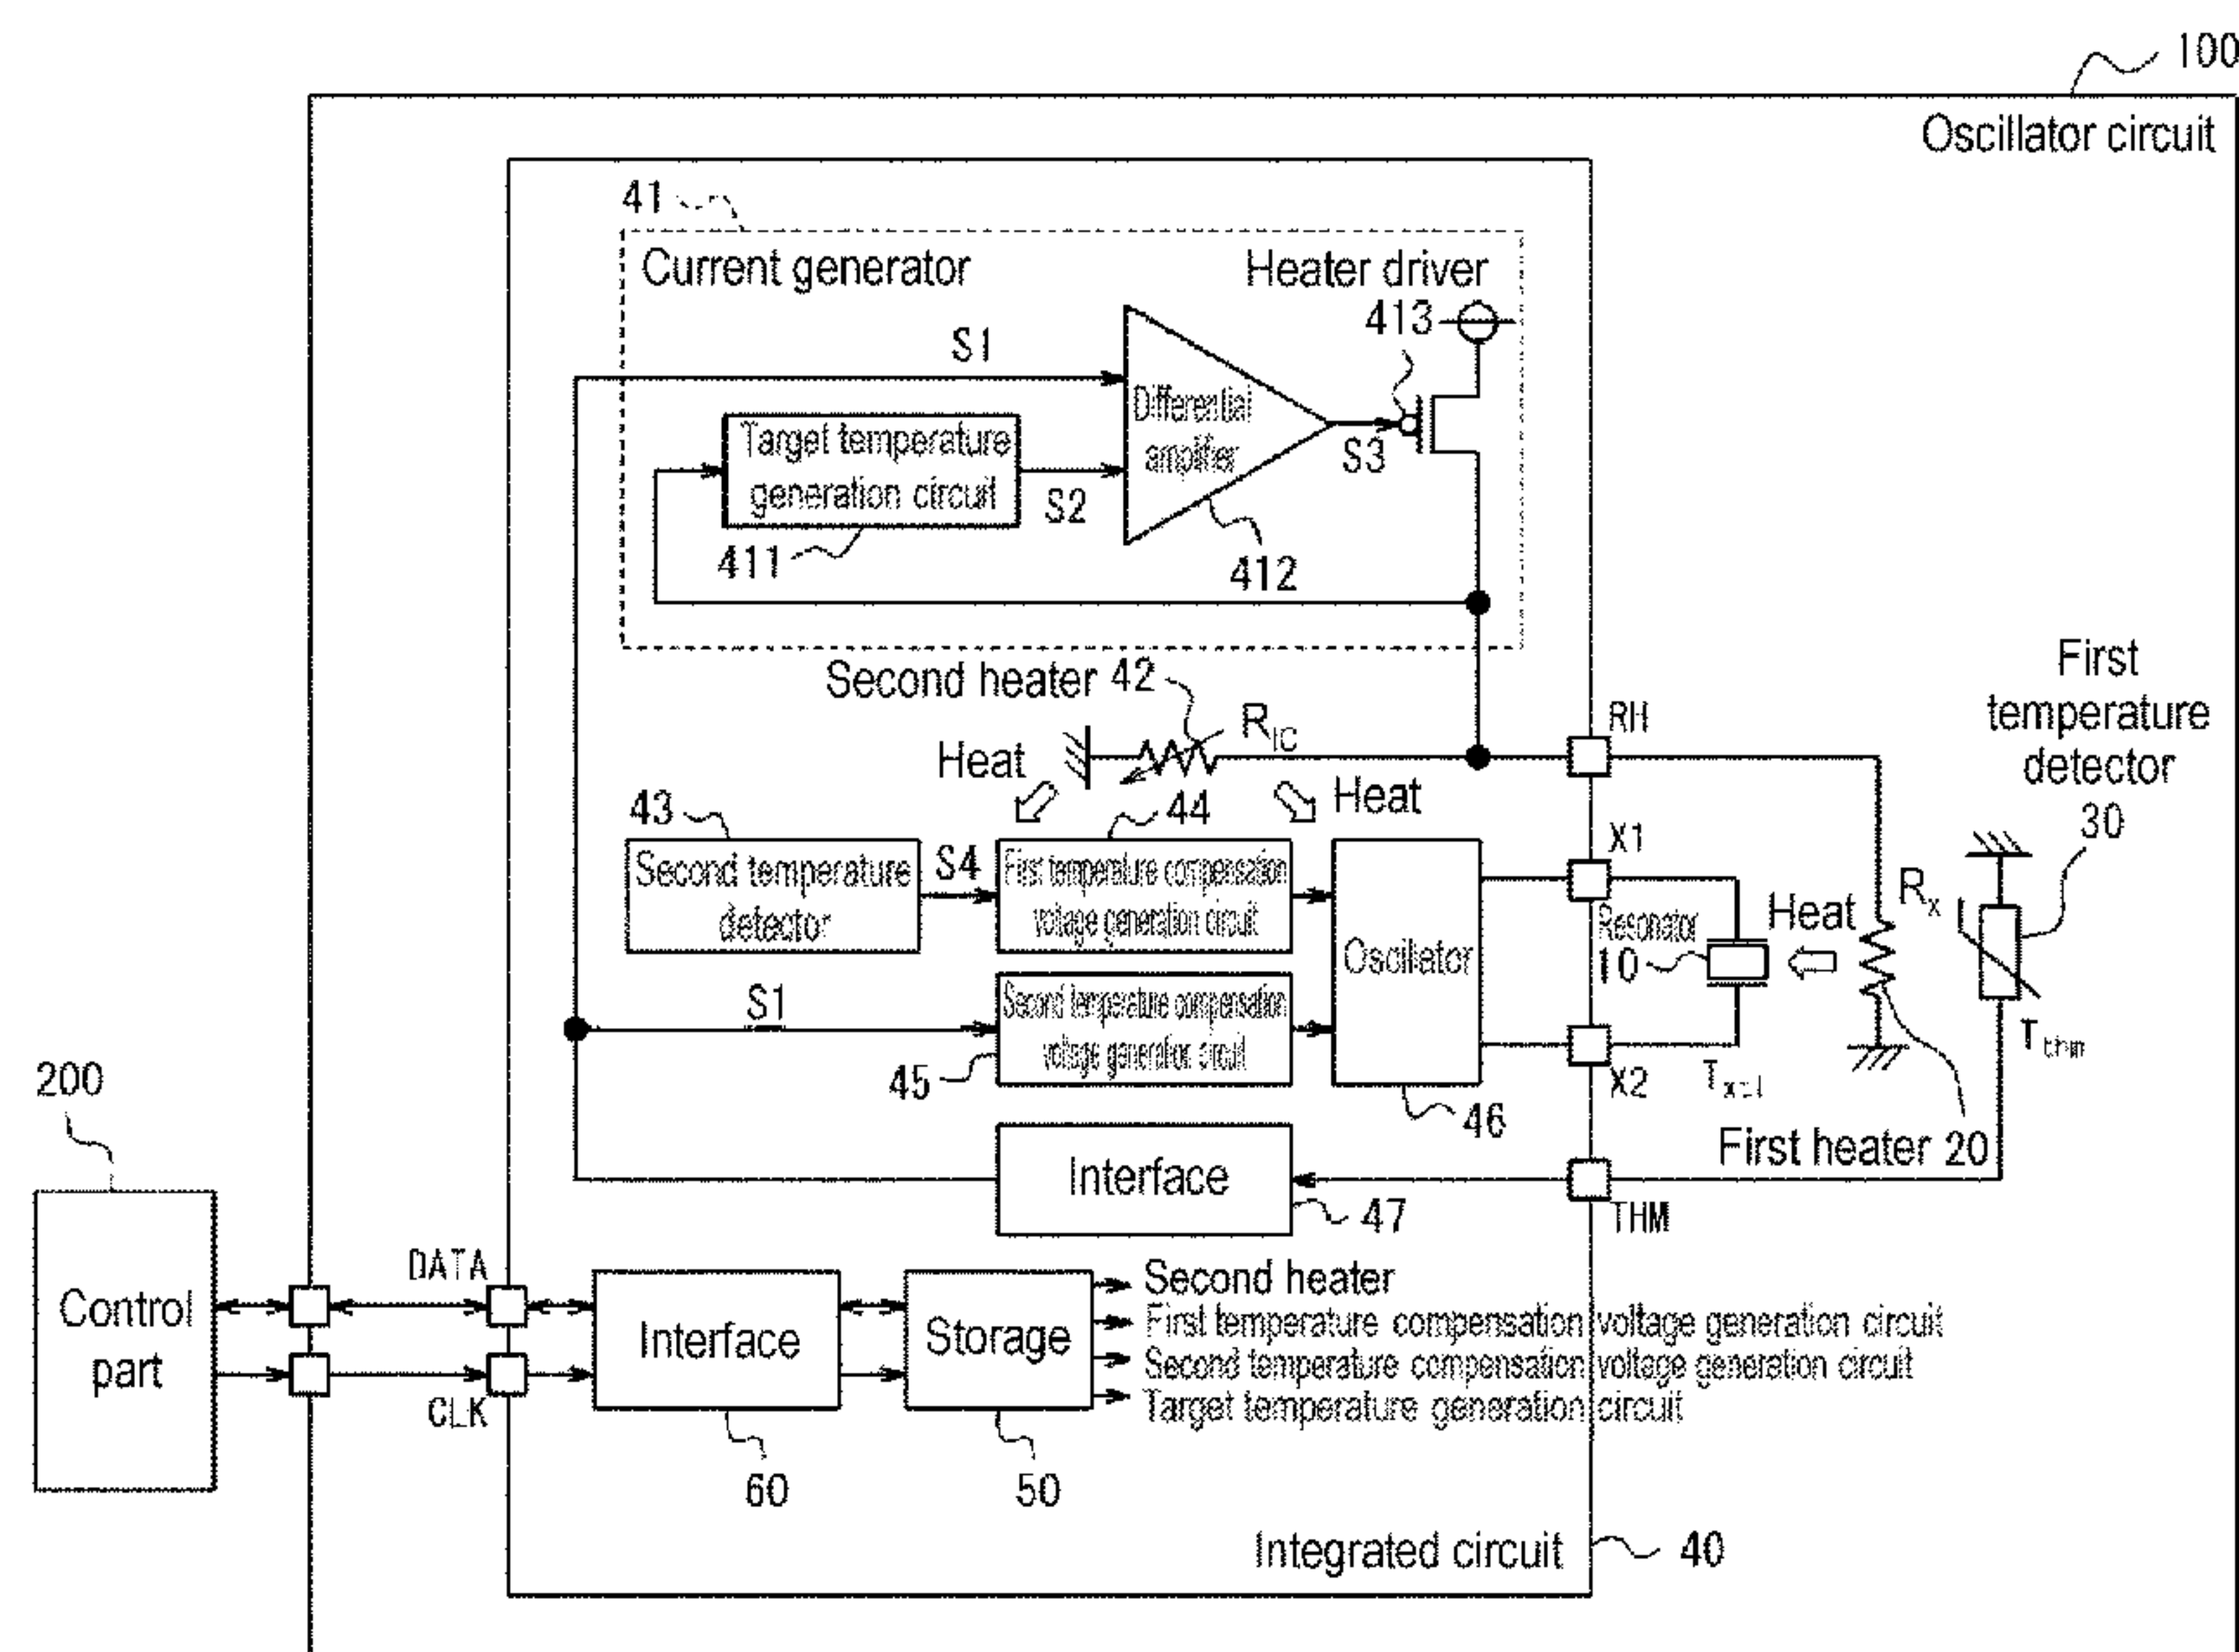 100
Oscillator circuit
41
Current generator
Heater driver
413
S1
Differential
amplifier
Target temperature
generation circuit
S2
S3
411
412
Second heater 42
R_IC
Heat
Heat
RH
First
temperature
detector
30
43
44
X1
Second temperature
detector
S4
First temperature compensation
voltage generation circuit
Oscillator
Resonator
10
Heat
R_x
S1
Second temperature compensation
voltage generation circuit
45
46
X2
T_thm
First heater 20
200
Interface
47
THM
Control
part
DATA
CLK
Interface
60
Storage
50
Second heater
First temperature compensation voltage generation circuit
Second temperature compensation voltage generation circuit
Target temperature generation circuit
Integrated circuit
40